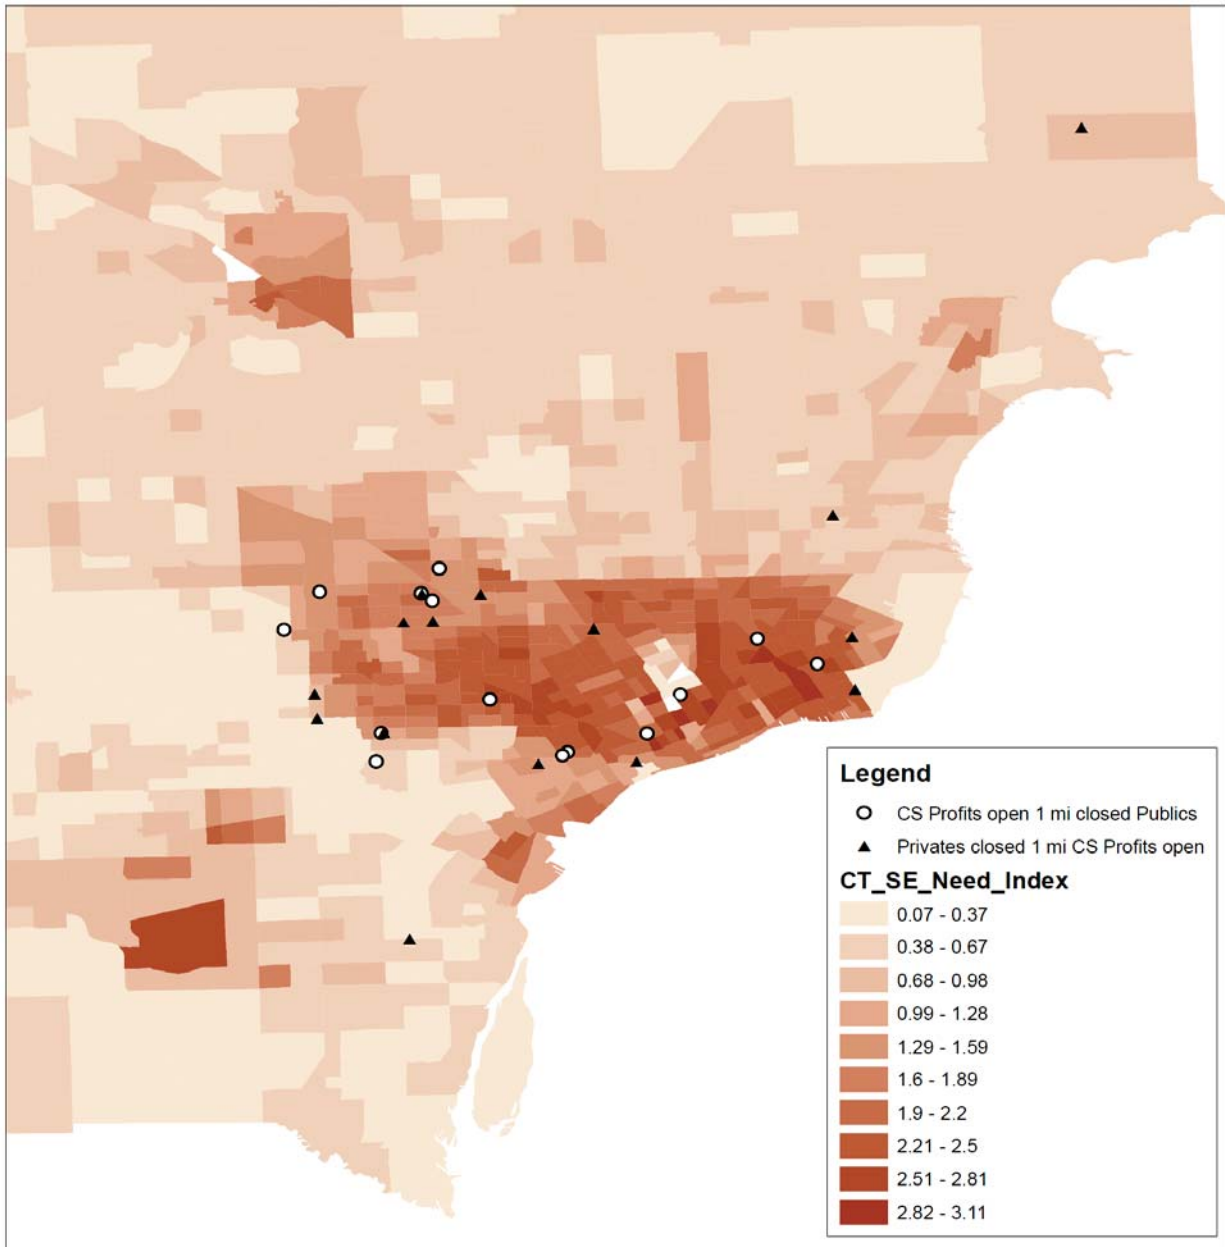 Legend
CS Profits open 1 mi closed Publics
Privates closed 1 mi CS Profits open
CT_SE_Need_Index
0.07 - 0.37
0.38 - 0.67
0.68 - 0.98
0.99 - 1.28
1.29 - 1.59
1.6 - 1.89
1.9 - 2.2
2.21 - 2.5
2.51 - 2.81
2.82 - 3.11